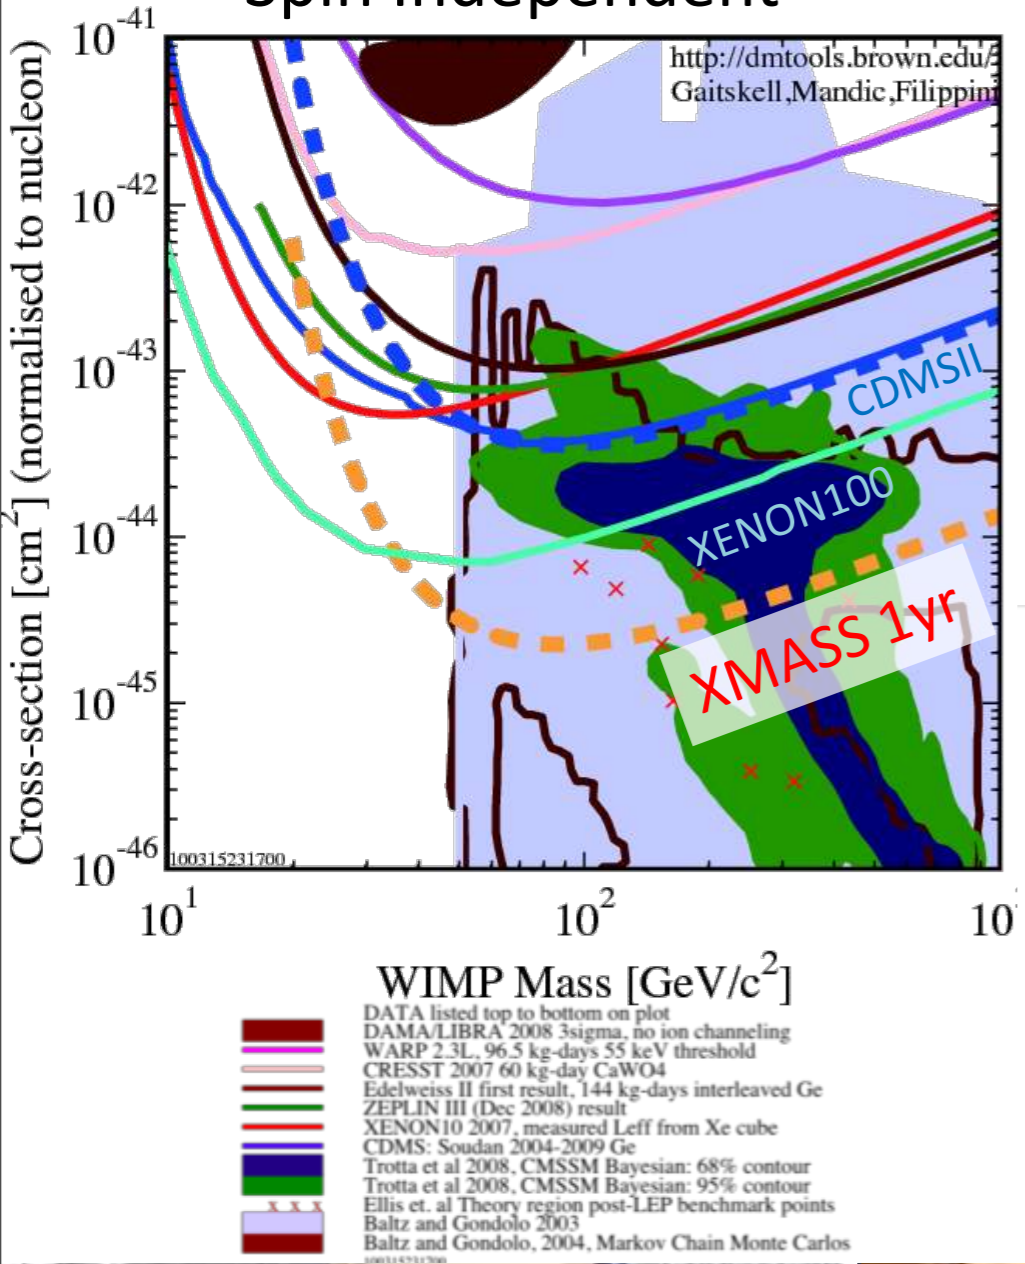 Spin Independent
http://dmtools.brown.edu/
Gaitskell,Mandic,Filippini
Cross-section [cm²] (normalised to nucleon)
10⁻⁴¹
10⁻⁴²
10⁻⁴³
10⁻⁴⁴
10⁻⁴⁵
10⁻⁴⁶
CDMSII
XENON100
XMASS 1yr
100315231700
10¹
10²
10
WIMP Mass [GeV/c²]
DATA listed top to bottom on plot
DAMA/LIBRA 2008 3sigma, no ion channeling
WARP 2.3L, 96.5 kg-days 55 keV threshold
CRESST 2007 60 kg-day CaWO4
Edelweiss II first result, 144 kg-days interleaved Ge
ZEPLIN III (Dec 2008) result
XENON10 2007, measured Leff from Xe cube
CDMS: Soudan 2004-2009 Ge
Trotta et al 2008, CMSSM Bayesian: 68% contour
Trotta et al 2008, CMSSM Bayesian: 95% contour
x x x Ellis et. al Theory region post-LEP benchmark points
Baltz and Gondolo 2003
Baltz and Gondolo, 2004, Markov Chain Monte Carlos
100315231700